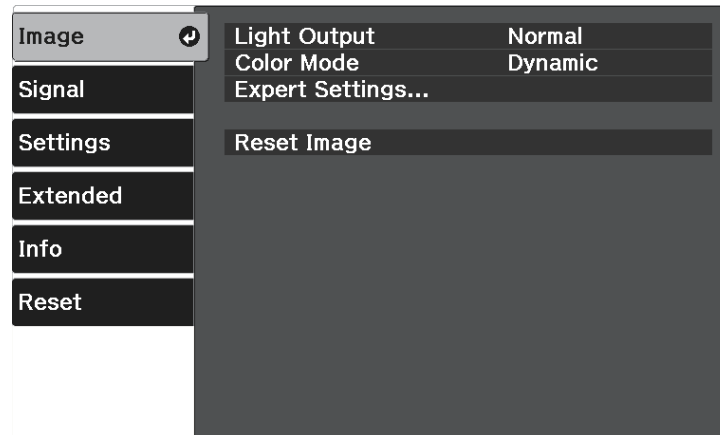 Image
Signal
Settings
Extended
Info
Reset
Light Output Normal
Color Mode Dynamic
Expert Settings...
Reset Image